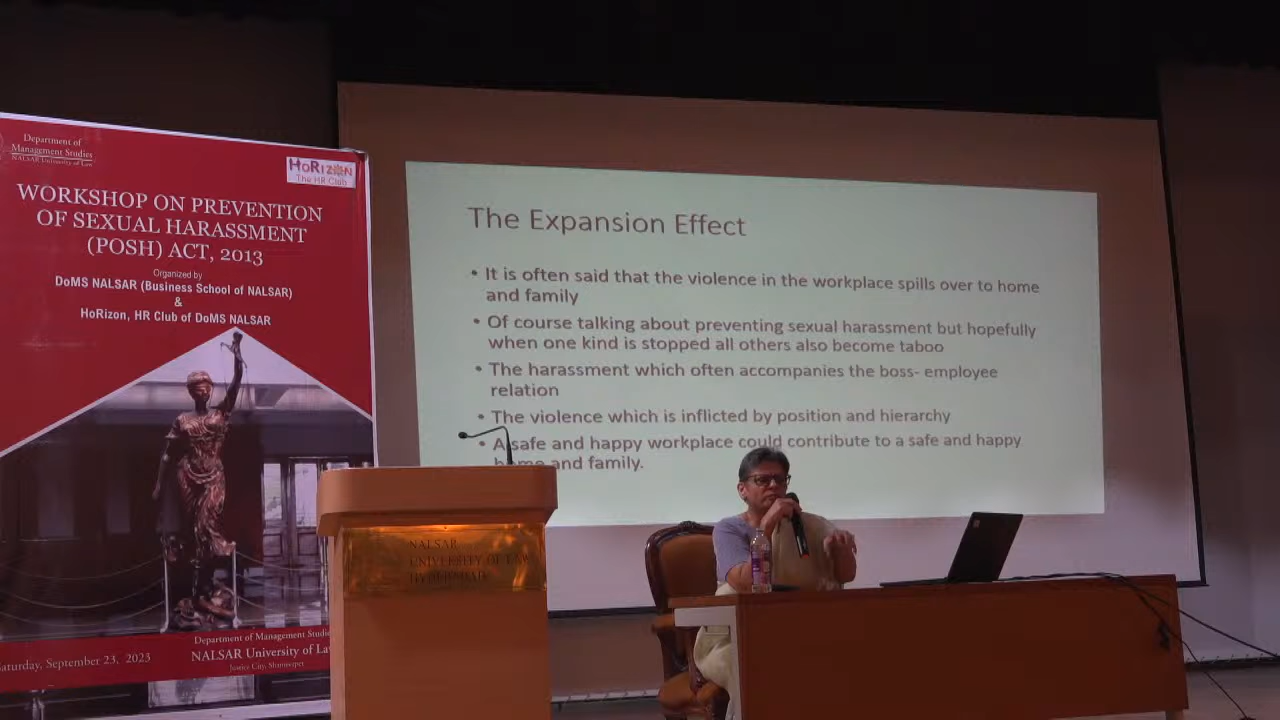 Department of
Management Studies
NALSAR University of Law
HoRizON
The HR Club
WORKSHOP ON PREVENTION
OF SEXUAL HARASSMENT
(POSH) ACT, 2013
Organized by
DoMS NALSAR (Business School of NALSAR)
&
HoRizon, HR Club of DoMS NALSAR
Department of Management Studie
Saturday, September 23, 2023
NALSAR University of La
Justice City, Shameerpet
The Expansion Effect
• It is often said that the violence in the workplace spills over to home
and family
• Of course talking about preventing sexual harassment but hopefully
when one kind is stopped all others also become taboo
• The harassment which often accompanies the boss- employee
relation
• The violence which is inflicted by position and hierarchy
• A safe and happy workplace could contribute to a safe and happy
home and family.
NALSAR
UNIVERSITY OF LAW
HYDERABAD